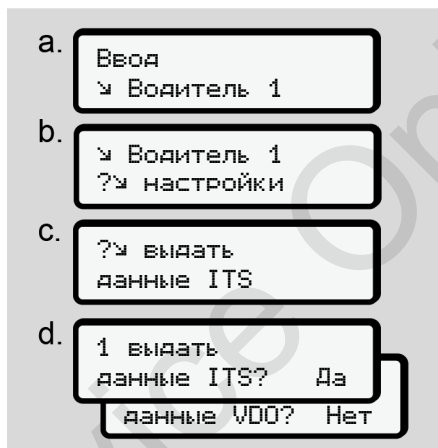 a.
Ввод
↘ Водитель 1
b.
↘ Водитель 1
?↘ настройки
c.
?↘ выдать
данные ITS
d.
1 выдать
данные ITS? Да
данные VDO? Нет